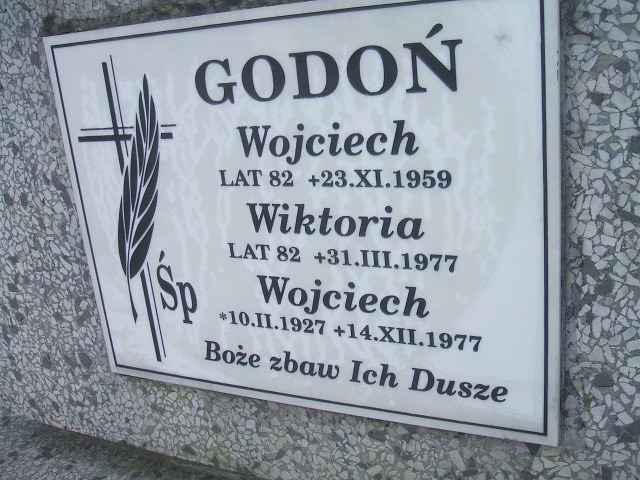 GODOŃ
Wojciech
LAT 82 +23.XI.1959
Wiktoria
LAT 82 +31.III.1977
Śp
Wojciech
*10.II.1927 +14.XII.1977
Boże zbaw Ich Dusze